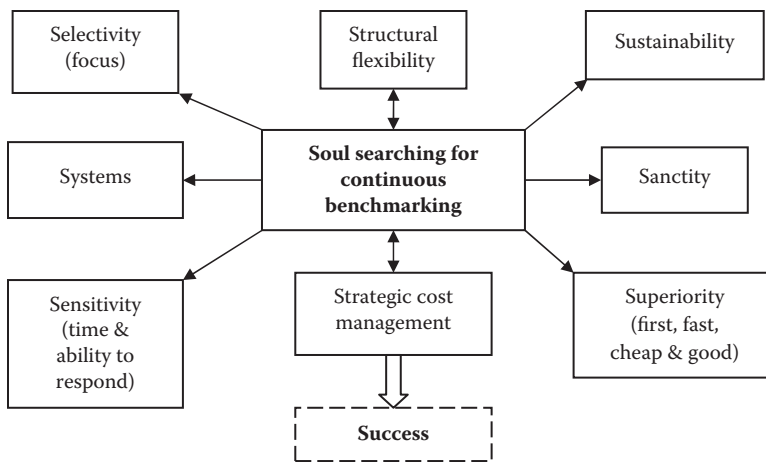 Selectivity
(focus)
Structural
flexibility
Sustainability
Systems
Soul searching for
continuous
benchmarking
Sanctity
Sensitivity
(time &
ability to
respond)
Strategic cost
management
Superiority
(first, fast,
cheap & good)
Success